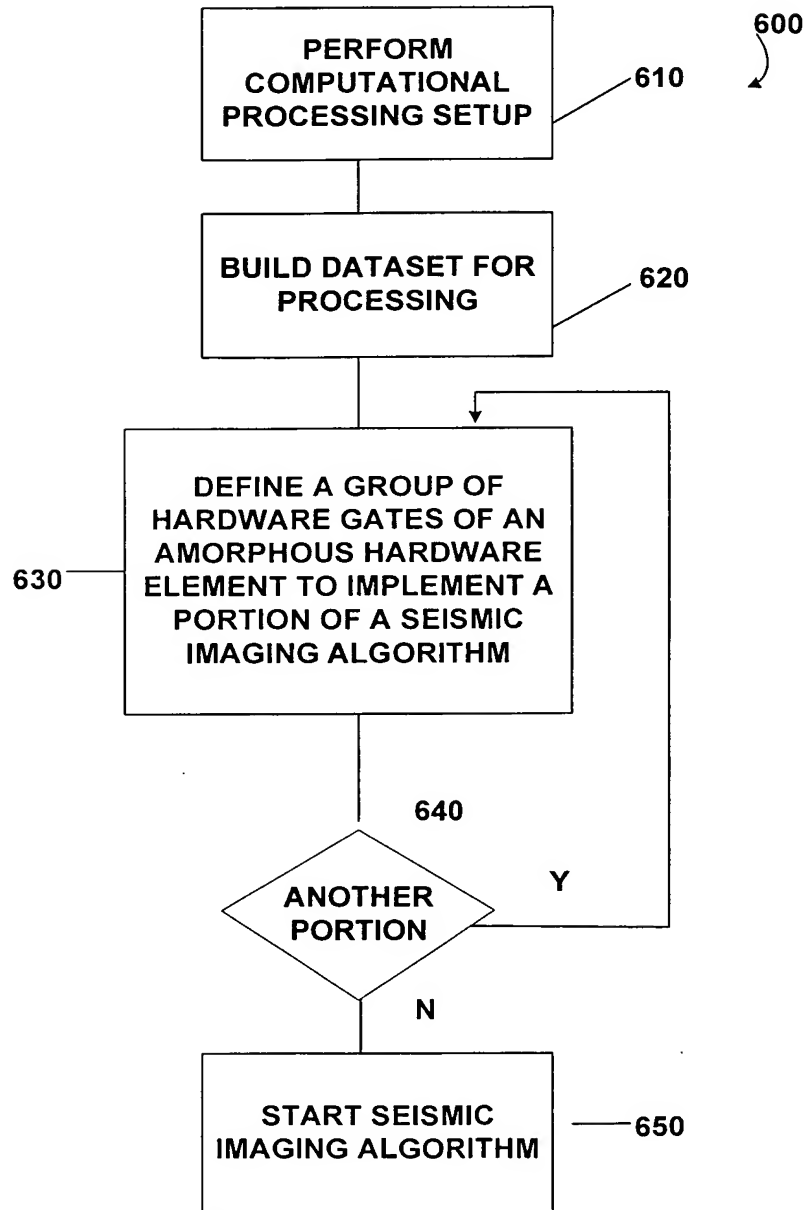 600
PERFORM
COMPUTATIONAL
PROCESSING SETUP
610
BUILD DATASET FOR
PROCESSING
620
DEFINE A GROUP OF
HARDWARE GATES OF AN
AMORPHOUS HARDWARE
ELEMENT TO IMPLEMENT A
PORTION OF A SEISMIC
IMAGING ALGORITHM
630
640
ANOTHER
PORTION
Y
N
START SEISMIC
IMAGING ALGORITHM
650